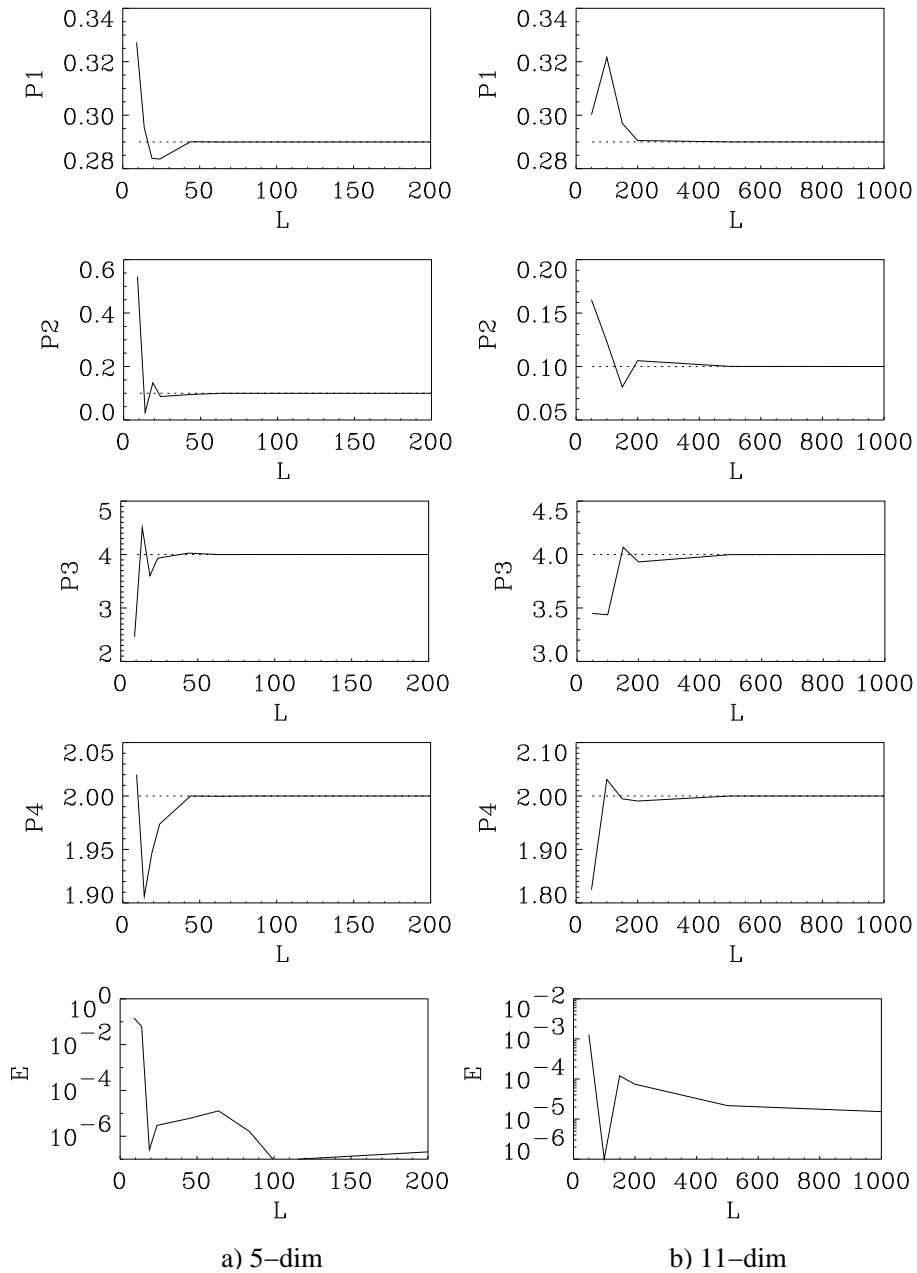 0.34
0.32
0.30
0.28
P1
0 50 100 150 200
L
0.34
0.32
0.30
0.28
P1
0 200 400 600 800 1000
L
0.6
0.4
0.2
0.0
P2
0 50 100 150 200
L
0.20
0.15
0.10
0.05
P2
0 200 400 600 800 1000
L
5
4
3
2
P3
0 50 100 150 200
L
4.5
4.0
3.5
3.0
P3
0 200 400 600 800 1000
L
2.05
2.00
1.95
1.90
P4
0 50 100 150 200
L
2.10
2.00
1.90
1.80
P4
0 200 400 600 800 1000
L
10^0
10^-2
10^-4
10^-6
E
0 50 100 150 200
L
10^-2
10^-3
10^-4
10^-5
10^-6
E
0 200 400 600 800 1000
L
a) 5–dim
b) 11–dim